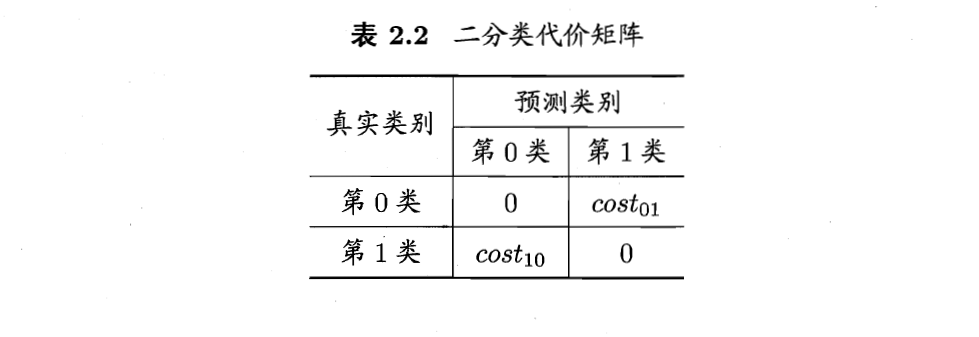 表 2.2 二分类代价矩阵
真实类别 预测类别
第 0 类 第 1 类
第 0 类 0 cost₀₁
第 1 类 cost₁₀ 0